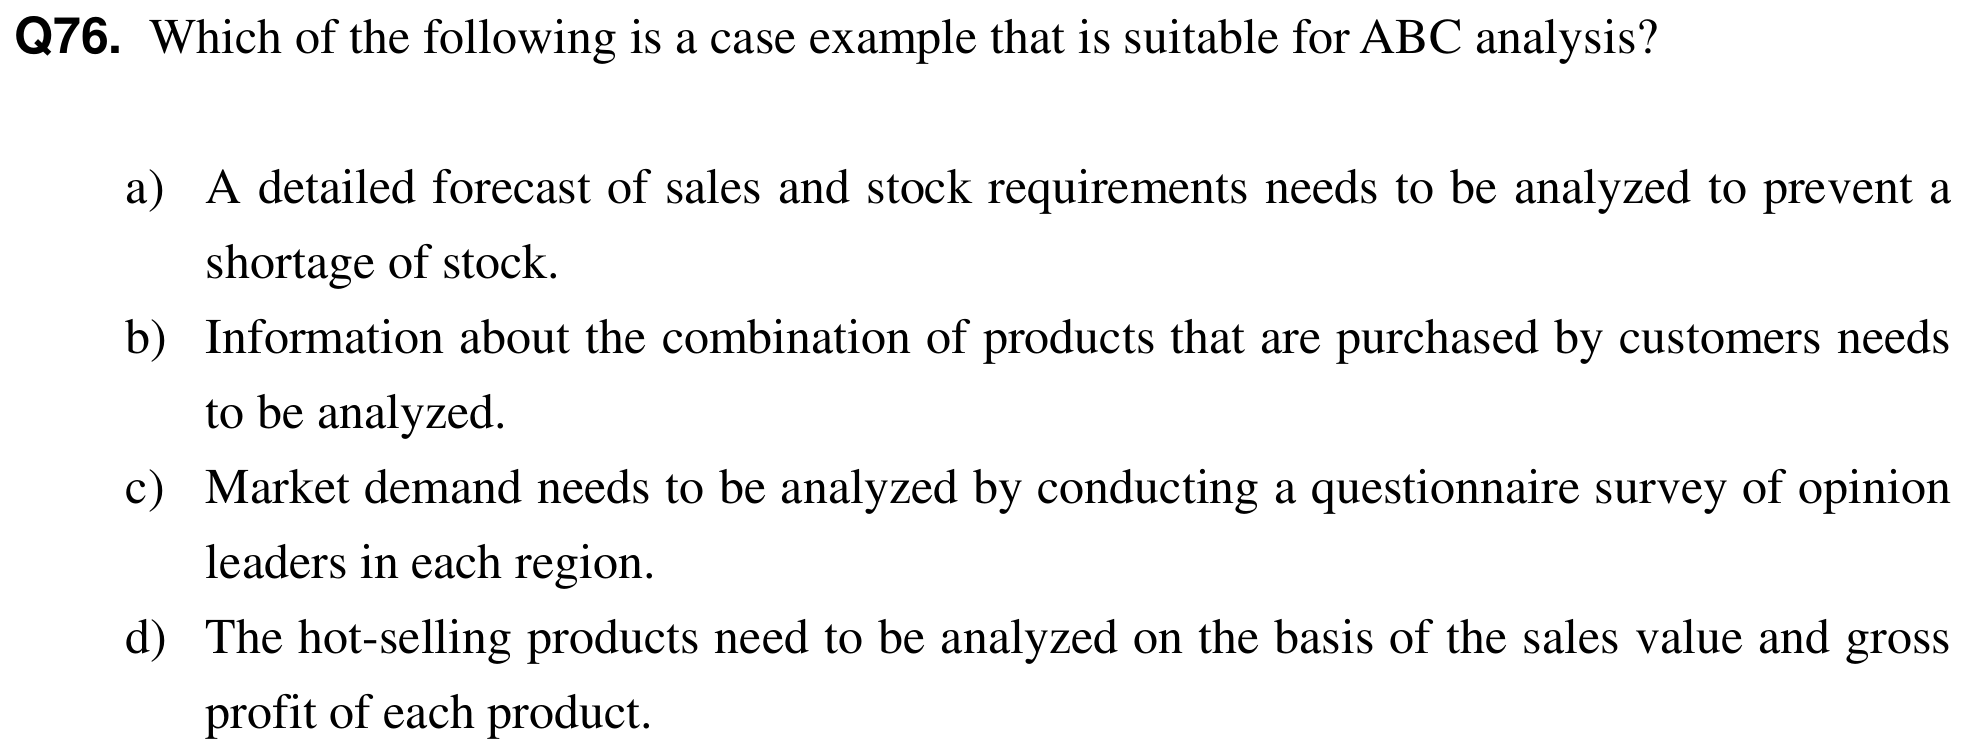 Q76. Which of the following is a case example that is suitable for ABC analysis?
a) A detailed forecast of sales and stock requirements needs to be analyzed to prevent a
shortage of stock.
b) Information about the combination of products that are purchased by customers needs
to be analyzed.
c) Market demand needs to be analyzed by conducting a questionnaire survey of opinion
leaders in each region.
d) The hot-selling products need to be analyzed on the basis of the sales value and gross
profit of each product.